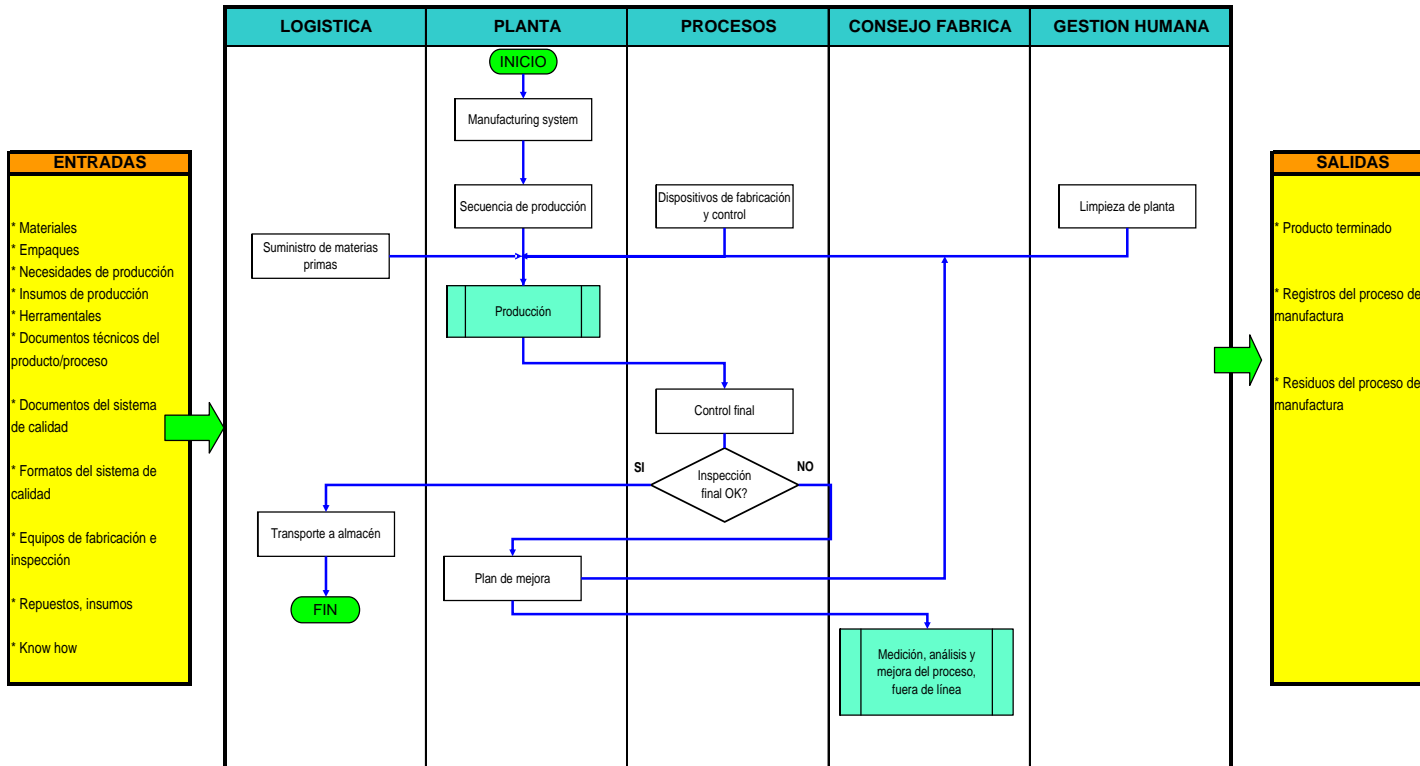 LOGISTICA
PLANTA
PROCESOS
CONSEJO FABRICA
GESTION HUMANA
INICIO
Manufacturing system
ENTRADAS
* Materiales
* Empaques
* Necesidades de producción
* Insumos de producción
* Herramentales
* Documentos técnicos del
producto/proceso
* Documentos del sistema
de calidad
* Formatos del sistema de
calidad
* Equipos de fabricación e
inspección
* Repuestos, insumos
* Know how
Secuencia de producción
Dispositivos de fabricación
y control
Limpieza de planta
Suministro de materias
primas
Producción
Control final
SI
Inspección
final OK?
NO
Transporte a almacén
Plan de mejora
FIN
Medición, análisis y
mejora del proceso,
fuera de línea
SALIDAS
* Producto terminado
* Registros del proceso de
manufactura
* Residuos del proceso de
manufactura